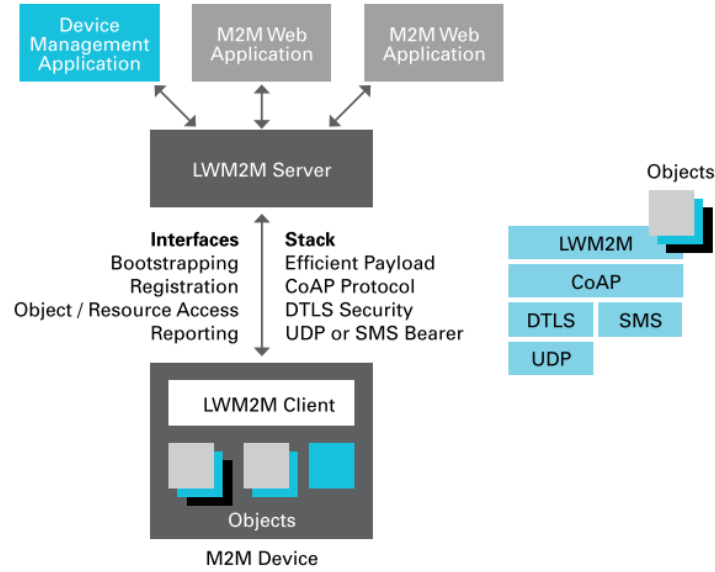 Device
Management
Application
M2M Web
Application
M2M Web
Application
LWM2M Server
Interfaces
Bootstrapping
Registration
Object / Resource Access
Reporting
Stack
Efficient Payload
CoAP Protocol
DTLS Security
UDP or SMS Bearer
LWM2M Client
Objects
M2M Device
Objects
LWM2M
CoAP
DTLS
SMS
UDP